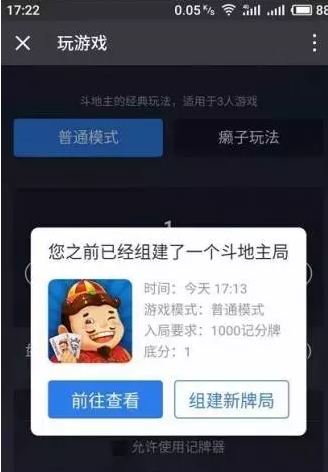 17:22
0.05K/s
88
玩游戏
斗地主的经典玩法，适用于3人游戏
普通模式
癞子玩法
1
您之前已经组建了一个斗地主局
时间：今天 17:13
游戏模式：普通模式
入局要求：1000记分牌
底分：1
前往查看
组建新牌局
允许使用记牌器